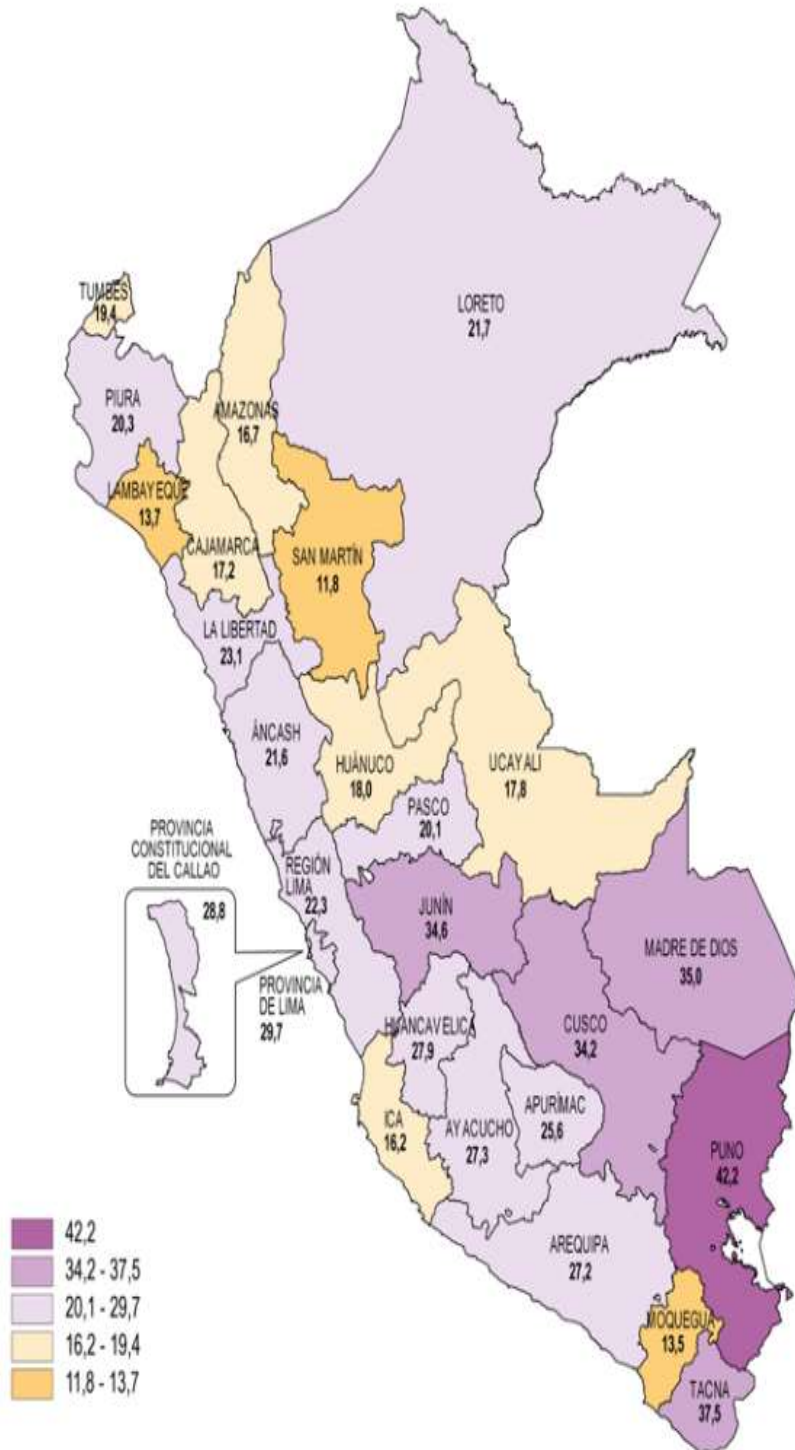 TUMBES
19,4
LORETO
21,7
PIURA
20,3
AMAZONAS
16,7
LAMBAYEQUE
13,7
CAJAMARCA
17,2
SAN MARTÍN
11,8
LA LIBERTAD
23,1
ÁNCASH
21,6
HUÁNUCO
18,0
UCAYALI
17,8
PASCO
20,1
PROVINCIA
CONSTITUCIONAL
DEL CALLAO
28,8
REGIÓN
LIMA
22,3
JUNÍN
34,6
MADRE DE DIOS
35,0
PROVINCIA
DE LIMA
29,7
HUANCAVELICA
27,9
CUSCO
34,2
ICA
16,2
AYACUCHO
27,3
APURÍMAC
25,6
PUNO
42,2
AREQUIPA
27,2
MOQUEGUA
13,5
TACNA
37,5
42,2
34,2 - 37,5
20,1 - 29,7
16,2 - 19,4
11,8 - 13,7